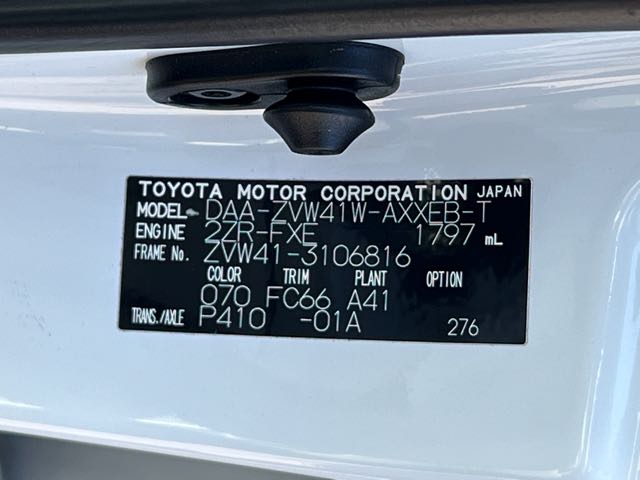 TOYOTA MOTOR CORPORATION JAPAN
MODEL DAA-ZVW41W-AXXEB-T
ENGINE 2ZR-FXE 1797 mL
FRAME No. ZVW41-3106816
COLOR TRIM PLANT OPTION
070 FC66 A41
TRANS./AXLE P410 -01A 276